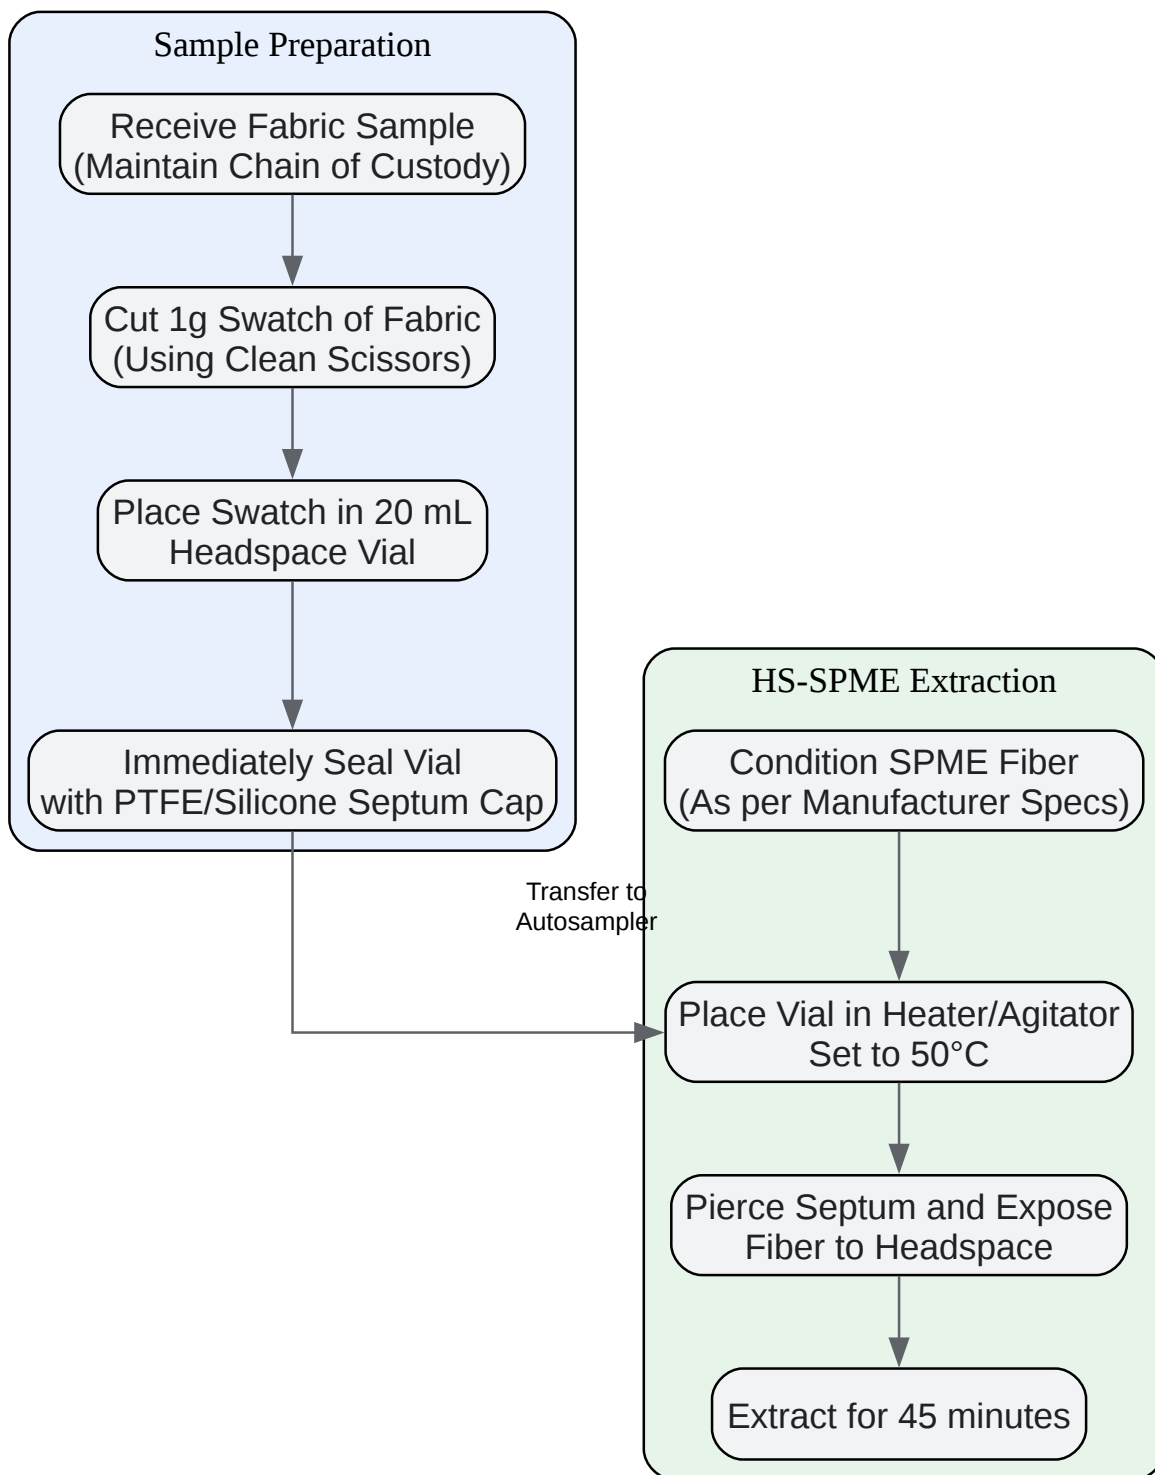 Sample Preparation
Receive Fabric Sample
(Maintain Chain of Custody)
Cut 1g Swatch of Fabric
(Using Clean Scissors)
Place Swatch in 20 mL
Headspace Vial
Immediately Seal Vial
with PTFE/Silicone Septum Cap
Transfer to
Autosampler
HS-SPME Extraction
Condition SPME Fiber
(As per Manufacturer Specs)
Place Vial in Heater/Agitator
Set to 50°C
Pierce Septum and Expose
Fiber to Headspace
Extract for 45 minutes